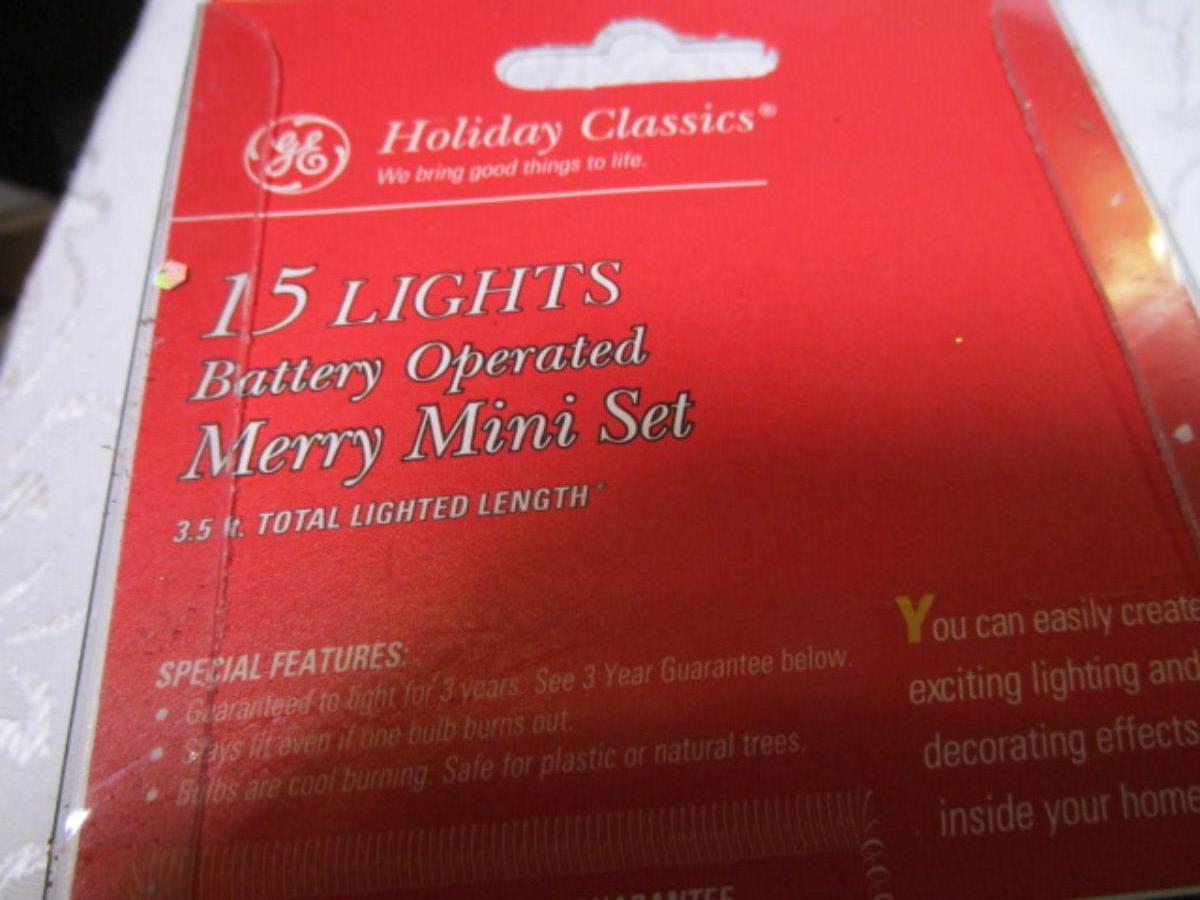 GE Holiday Classics®
We bring good things to life.
15 LIGHTS
Battery Operated
Merry Mini Set
3.5 ft. TOTAL LIGHTED LENGTH*
SPECIAL FEATURES:
• Guaranteed to light for 3 years. See 3 Year Guarantee below.
• Stays lit even if one bulb burns out.
• Bulbs are cool burning. Safe for plastic or natural trees.
You can easily create
exciting lighting and
decorating effects
inside your home
GUARANTEE